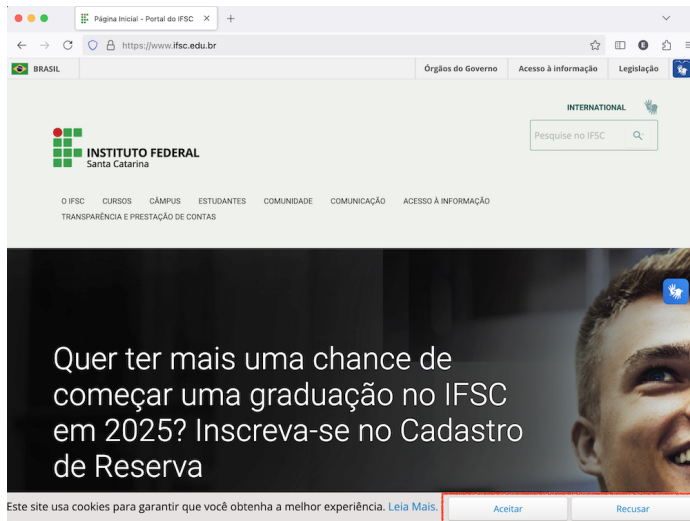 Página Inicial - Portal do IFSC
https://www.ifsc.edu.br
BRASIL
Órgãos do Governo
Acesso à informação
Legislação
INTERNATIONAL
INSTITUTO FEDERAL
Santa Catarina
Pesquise no IFSC
O IFSC CURSOS CÂMPUS ESTUDANTES COMUNIDADE COMUNICAÇÃO ACESSO À INFORMAÇÃO
TRANSPARÊNCIA E PRESTAÇÃO DE CONTAS
Quer ter mais uma chance de
começar uma graduação no IFSC
em 2025? Inscreva-se no Cadastro
de Reserva
Este site usa cookies para garantir que você obtenha a melhor experiência. Leia Mais.
Aceitar
Recusar